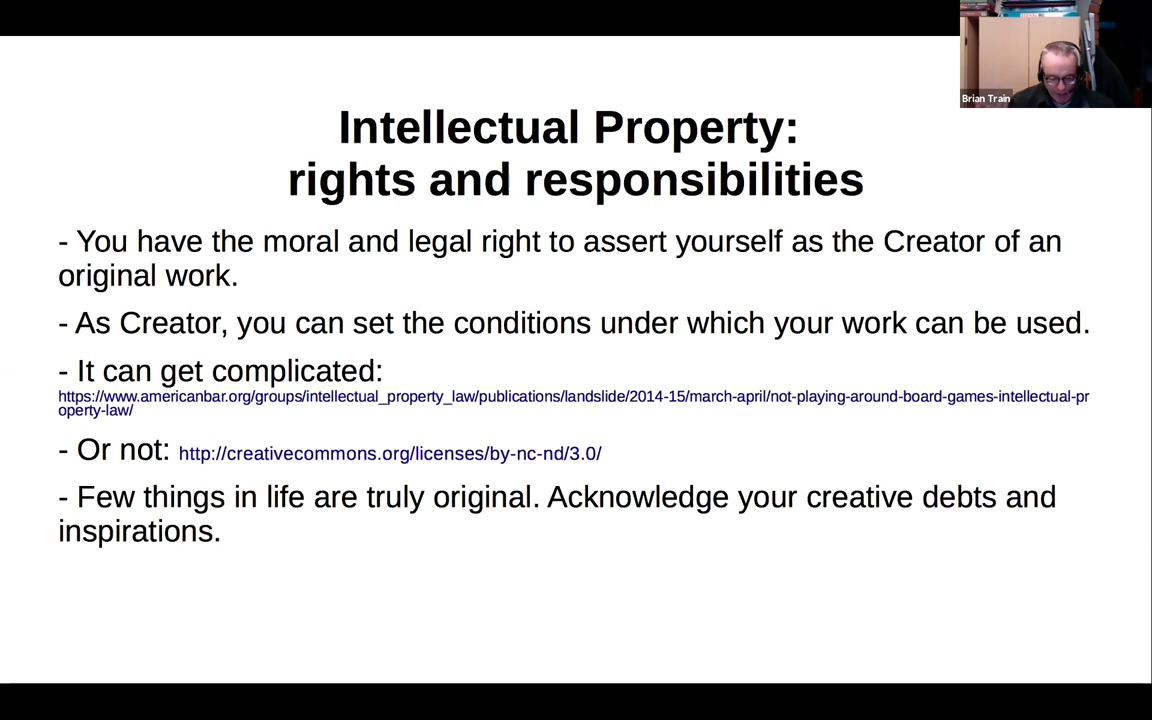 Brian Train
Intellectual Property:
rights and responsibilities
- You have the moral and legal right to assert yourself as the Creator of an
original work.
- As Creator, you can set the conditions under which your work can be used.
- It can get complicated:
https://www.americanbar.org/groups/intellectual_property_law/publications/landslide/2014-15/march-april/not-playing-around-board-games-intellectual-pr
operty-law/
- Or not: http://creativecommons.org/licenses/by-nc-nd/3.0/
- Few things in life are truly original. Acknowledge your creative debts and
inspirations.